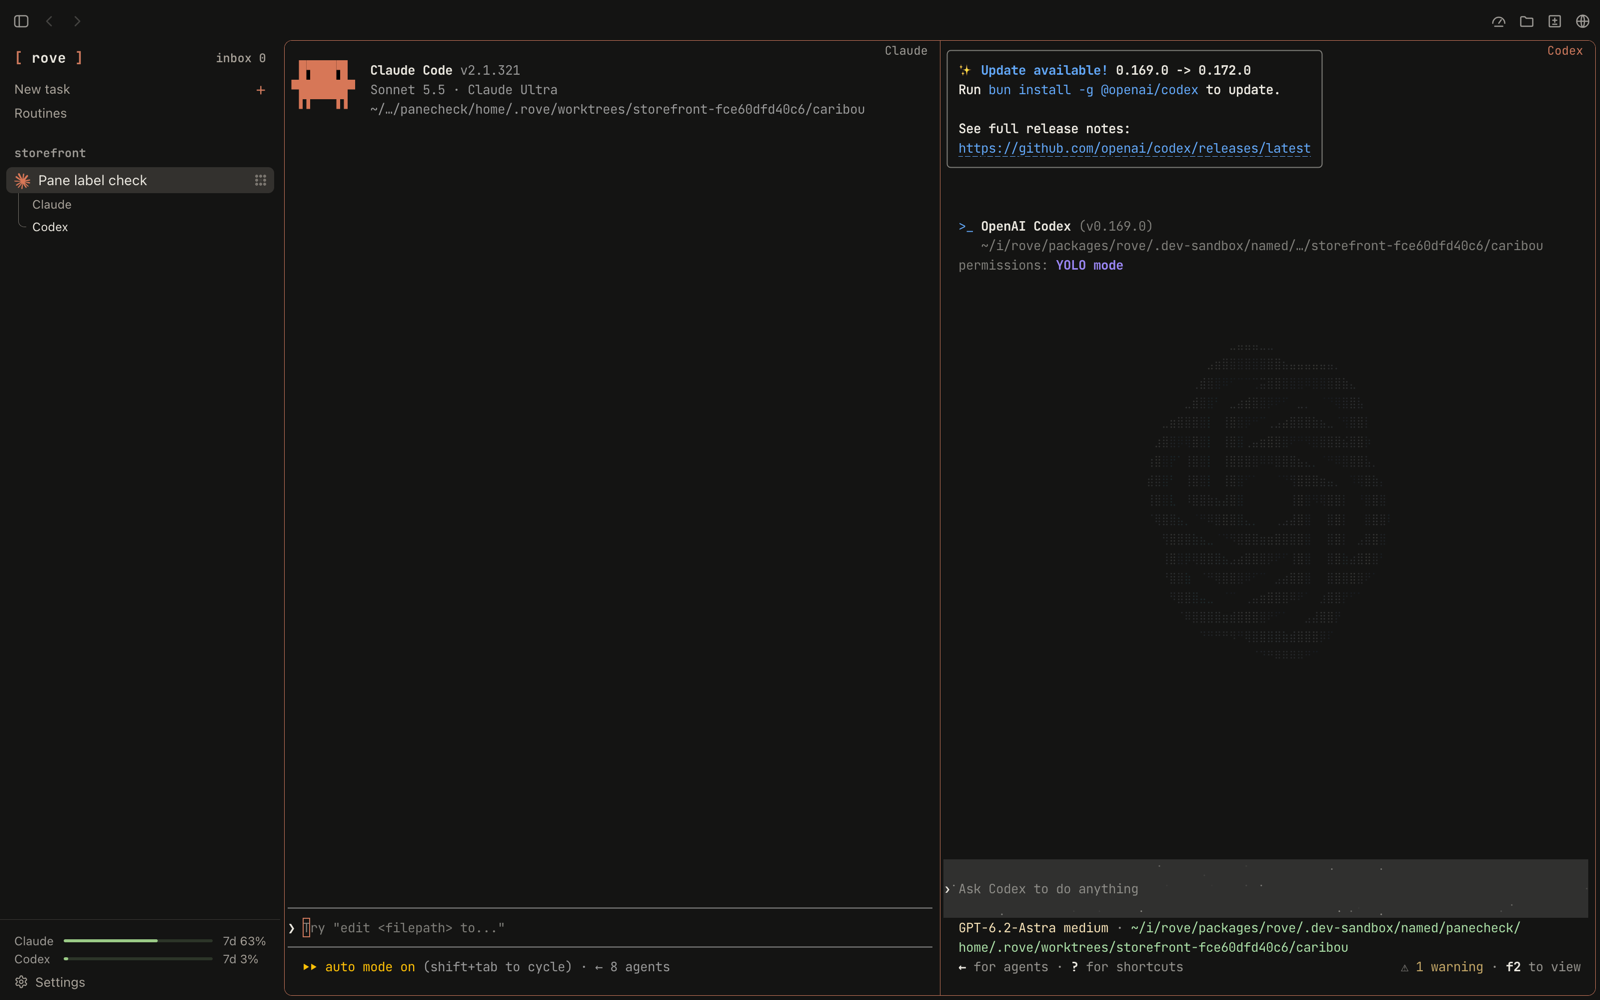 [ rove ]
inbox 0
New task +
Routines
storefront
Pane label check
Claude
Codex
Claude 7d 63%
Codex 7d 3%
Settings
Claude
Claude Code v2.1.321
Sonnet 5.5 · Claude Ultra
~/…/panecheck/home/.rove/worktrees/storefront-fce60dfd40c6/caribou
❯ Try "edit <filepath> to..."
⏵⏵ auto mode on (shift+tab to cycle) · ← 8 agents
Codex
✨ Update available! 0.169.0 -> 0.172.0
Run bun install -g @openai/codex to update.
See full release notes:
https://github.com/openai/codex/releases/latest
>_ OpenAI Codex (v0.169.0)
~/i/rove/packages/rove/.dev-sandbox/named/…/storefront-fce60dfd40c6/caribou
permissions: YOLO mode
› Ask Codex to do anything
GPT-6.2-Astra medium · ~/i/rove/packages/rove/.dev-sandbox/named/panecheck/
home/.rove/worktrees/storefront-fce60dfd40c6/caribou
← for agents · ? for shortcuts
⚠ 1 warning · f2 to view